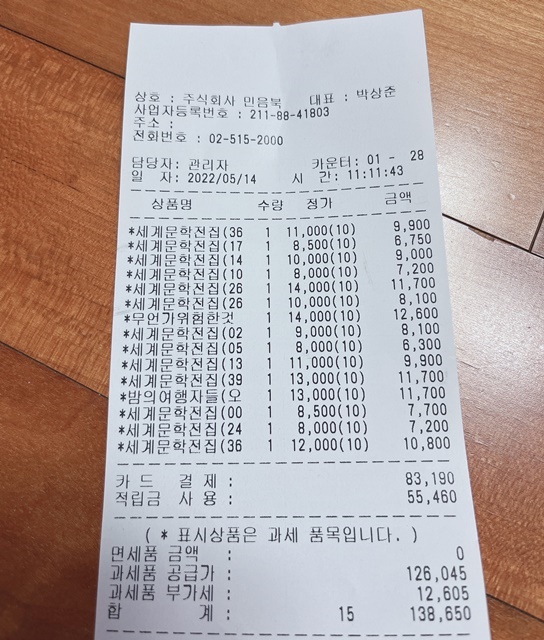 상호 : 주식회사 민음북 대표 : 박상준
사업자등록번호 : 211-88-41803
주소 :
전화번호 : 02-515-2000
담당자: 관리자 카운터: 01 - 28
일 자: 2022/05/14 시 간: 11:11:43
상품명 수량 정가 금액
*세계문학전집(36 1 11,000(10) 9,900
*세계문학전집(17 1 8,500(10) 6,750
*세계문학전집(14 1 10,000(10) 9,000
*세계문학전집(10 1 8,000(10) 7,200
*세계문학전집(26 1 14,000(10) 11,700
*세계문학전집(26 1 10,000(10) 8,100
*무언가위험한것 1 14,000(10) 12,600
*세계문학전집(02 1 9,000(10) 8,100
*세계문학전집(05 1 8,000(10) 6,300
*세계문학전집(13 1 11,000(10) 9,900
*세계문학전집(39 1 13,000(10) 11,700
*밤의여행자들(오 1 13,000(10) 11,700
*세계문학전집(00 1 8,500(10) 7,700
*세계문학전집(24 1 8,000(10) 7,200
*세계문학전집(36 1 12,000(10) 10,800
카드 결제 : 83,190
적립금 사용 : 55,460
( * 표시상품은 과세 품목입니다. )
면세품 금액 : 0
과세품 공급가 : 126,045
과세품 부가세 : 12,605
합 계 : 15 138,650